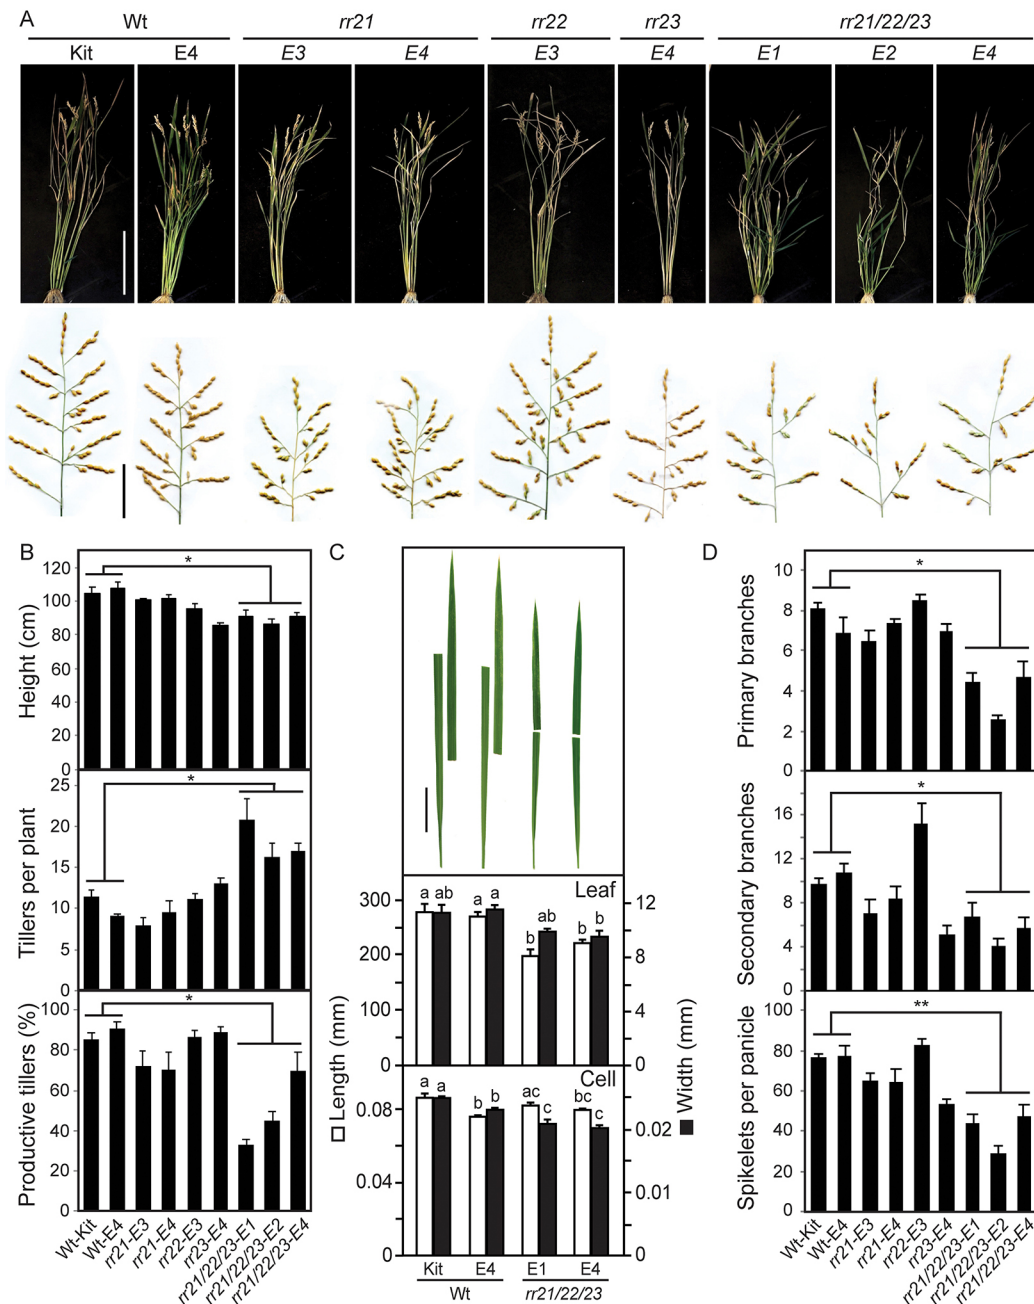 A
Wt rr21 rr22 rr23 rr21/22/23
Kit E4 E3 E4 E3 E4 E1 E2 E4
B
*
120
100
80
60
40
20
0
Height (cm)
*
25
20
15
10
5
0
Tillers per plant
*
100
80
60
40
20
0
Productive tillers (%)
Wt-Kit
Wt-E4
rr21-E3
rr21-E4
rr22-E3
rr23-E4
rr21/22/23-E1
rr21/22/23-E2
rr21/22/23-E4
C
Leaf
300
200
100
0
12
8
4
0
a ab a a b ab b b
Cell
0.08
0.04
0
0.02
0.01
0
a a b b ac c bc c
Length (mm)
Width (mm)
Kit E4 E1 E4
Wt rr21/22/23
D
*
10
8
6
4
2
0
Primary branches
*
16
12
8
4
0
Secondary branches
**
80
60
40
20
0
Spikelets per panicle
Wt-Kit
Wt-E4
rr21-E3
rr21-E4
rr22-E3
rr23-E4
rr21/22/23-E1
rr21/22/23-E2
rr21/22/23-E4